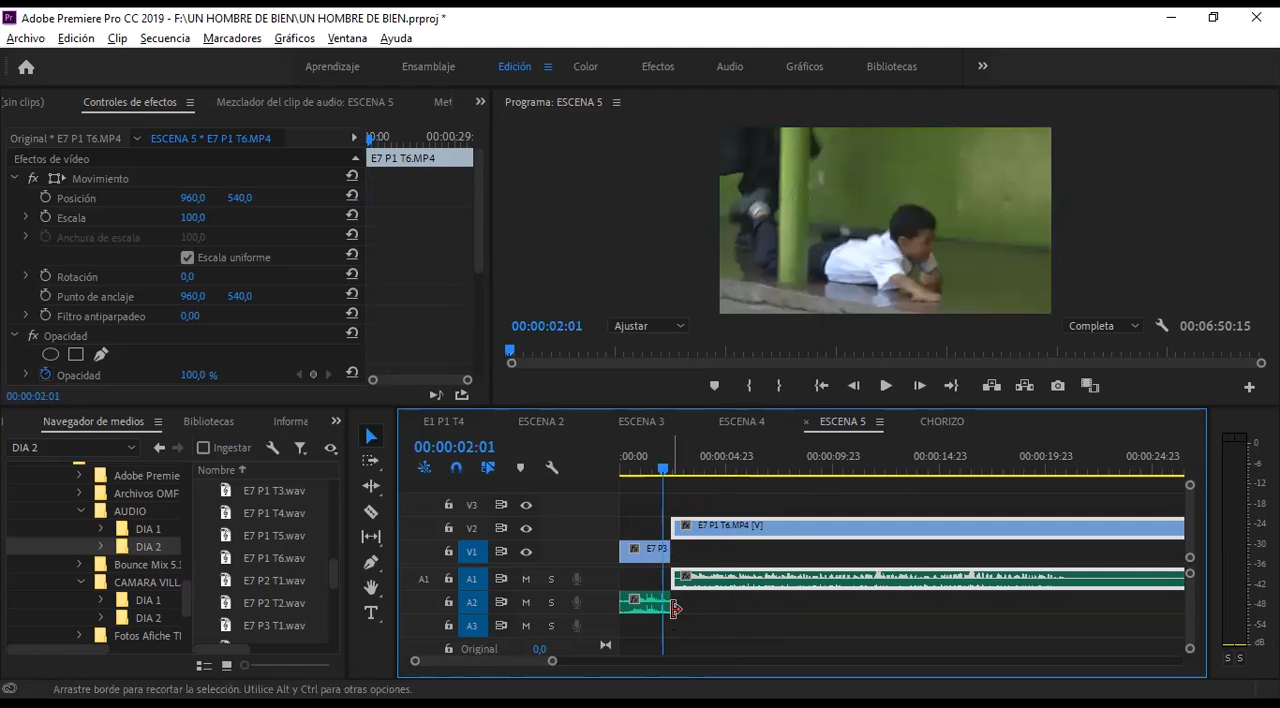 Adobe Premiere Pro CC 2019 - F:\UN HOMBRE DE BIEN\UN HOMBRE DE BIEN.prproj *
Archivo Edición Clip Secuencia Marcadores Gráficos Ventana Ayuda
Aprendizaje Ensamblaje Edición Color Efectos Audio Gráficos Bibliotecas
(sin clips) Controles de efectos Mezclador del clip de audio: ESCENA 5 Met
Programa: ESCENA 5
Original * E7 P1 T6.MP4 ESCENA 5 * E7 P1 T6.MP4
:00:00 00:00:29:
Efectos de vídeo
E7 P1 T6.MP4
fx Movimiento
Posición 960,0 540,0
Escala 100,0
Anchura de escala 100,0
Escala uniforme
Rotación 0,0
Punto de anclaje 960,0 540,0
Filtro antiparpadeo 0,00
fx Opacidad
Opacidad 100,0 %
00:00:02:01
00:00:02:01 Ajustar Completa 00:06:50:15
Navegador de medios Bibliotecas Informa
DIA 2 Ingestar
Nombre
Adobe Premie
Archivos OMF
AUDIO
DIA 1
DIA 2
Bounce Mix 5.1
CAMARA VILL.
DIA 1
DIA 2
Fotos Afiche TI
E7 P1 T3.wav
E7 P1 T4.wav
E7 P1 T5.wav
E7 P1 T6.wav
E7 P2 T1.wav
E7 P2 T2.wav
E7 P3 T1.wav
E1 P1 T4 ESCENA 2 ESCENA 3 ESCENA 4 × ESCENA 5 CHORIZO
00:00:02:01
:00:00 00:00:04:23 00:00:09:23 00:00:14:23 00:00:19:23 00:00:24:23
V3
V2 E7 P1 T6.MP4 [V]
V1 E7 P3
A1 A1 M S
A2 M S
A3 M S
Original 0,0
0
-6
-12
-18
-24
-30
-36
-42
-48
-54
dB
S S
Arrastre borde para recortar la selección. Utilice Alt y Ctrl para otras opciones.